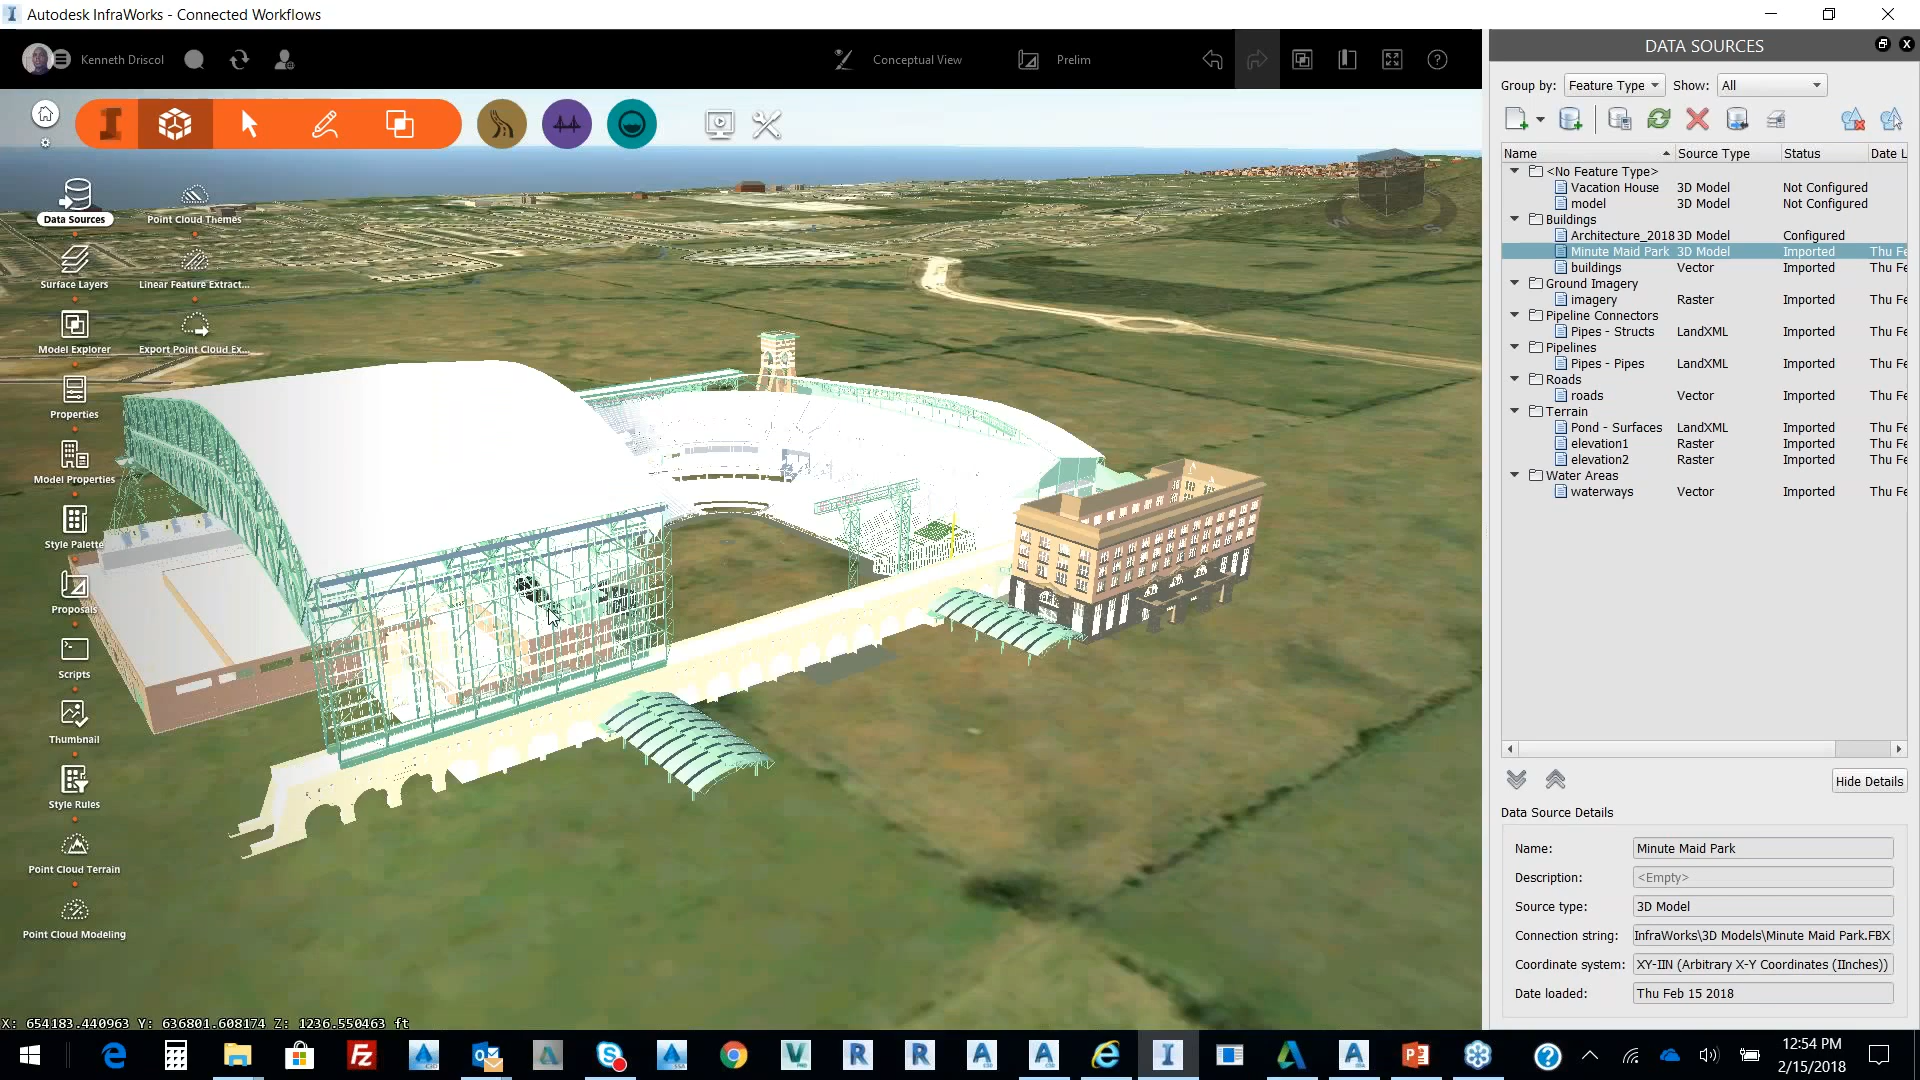 Autodesk InfraWorks - Connected Workflows
Kenneth Driscol
Conceptual View
Prelim
DATA SOURCES
Group by:
Feature Type
Show:
All
Name
Source Type
Status
Date L
<No Feature Type>
Vacation House 3D Model Not Configured
model 3D Model Not Configured
Buildings
Architecture_2018 3D Model Configured
Minute Maid Park 3D Model Imported Thu Fe
buildings Vector Imported Thu Fe
Ground Imagery
imagery Raster Imported Thu Fe
Pipeline Connectors
Pipes - Structs LandXML Imported Thu Fe
Pipelines
Pipes - Pipes LandXML Imported Thu Fe
Roads
roads Vector Imported Thu Fe
Terrain
Pond - Surfaces LandXML Imported Thu Fe
elevation1 Raster Imported Thu Fe
elevation2 Raster Imported Thu Fe
Water Areas
waterways Vector Imported Thu Fe
Hide Details
Data Source Details
Name: Minute Maid Park
Description: <Empty>
Source type: 3D Model
Connection string: InfraWorks\3D Models\Minute Maid Park.FBX
Coordinate system: XY-IIN (Arbitrary X-Y Coordinates (IInches))
Date loaded: Thu Feb 15 2018
Data Sources
Point Cloud Themes
Surface Layers
Linear Feature Extract...
Model Explorer
Export Point Cloud Ex...
Properties
Model Properties
Style Palette
Proposals
Scripts
Thumbnail
Style Rules
Point Cloud Terrain
Point Cloud Modeling
X: 654183.440963 Y: 636801.608174 Z: 1236.550463 ft
12:54 PM
2/15/2018